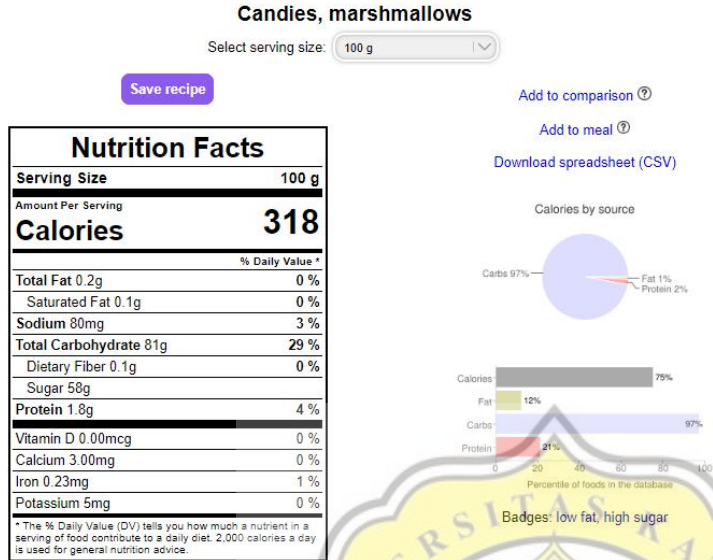 Candies, marshmallows
Select serving size: 100 g
Save recipe
Nutrition Facts
Serving Size 100 g
Amount Per Serving
Calories 318
% Daily Value *
Total Fat 0.2g 0 %
Saturated Fat 0.1g 0 %
Sodium 80mg 3 %
Total Carbohydrate 81g 29 %
Dietary Fiber 0.1g 0 %
Sugar 58g
Protein 1.8g 4 %
Vitamin D 0.00mcg 0 %
Calcium 3.00mg 0 %
Iron 0.23mg 1 %
Potassium 5mg 0 %
* The % Daily Value (DV) tells you how much a nutrient in a
serving of food contribute to a daily diet. 2,000 calories a day
is used for general nutrition advice.
Add to comparison ?
Add to meal ?
Download spreadsheet (CSV)
Calories by source
Carbs 97%
Fat 1%
Protein 2%
Calories 75%
Fat 12%
Carbs 97%
Protein 21%
0 20 40 60 80 100
Percentile of foods in the database
Badges: low fat, high sugar
RSITAS KA